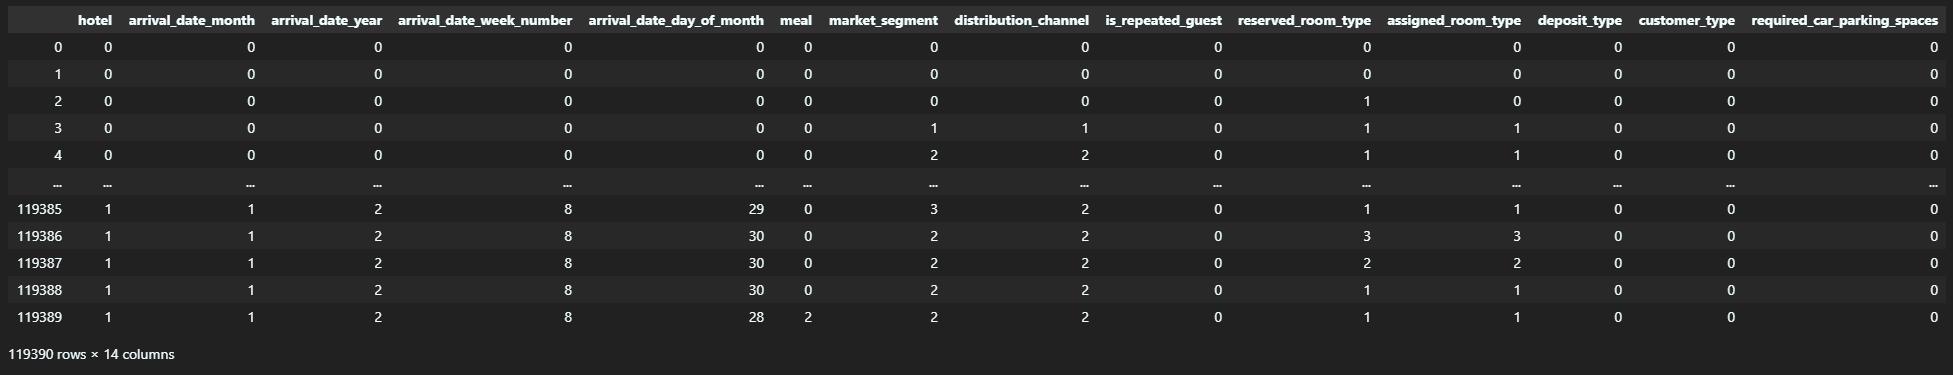 hotel arrival_date_month arrival_date_year arrival_date_week_number arrival_date_day_of_month meal market_segment distribution_channel is_repeated_guest reserved_room_type assigned_room_type deposit_type customer_type required_car_parking_spaces
0 0 0 0 0 0 0 0 0 0 0 0 0 0 0
1 0 0 0 0 0 0 0 0 0 0 0 0 0 0
2 0 0 0 0 0 0 0 0 0 1 0 0 0 0
3 0 0 0 0 0 0 1 1 0 1 1 0 0 0
4 0 0 0 0 0 0 2 2 0 1 1 0 0 0
... ... ... ... ... ... ... ... ... ... ... ... ... ... ...
119385 1 1 2 8 29 0 3 2 0 1 1 0 0 0
119386 1 1 2 8 30 0 2 2 0 3 3 0 0 0
119387 1 1 2 8 30 0 2 2 0 2 2 0 0 0
119388 1 1 2 8 30 0 2 2 0 1 1 0 0 0
119389 1 1 2 8 28 2 2 2 0 1 1 0 0 0
119390 rows × 14 columns